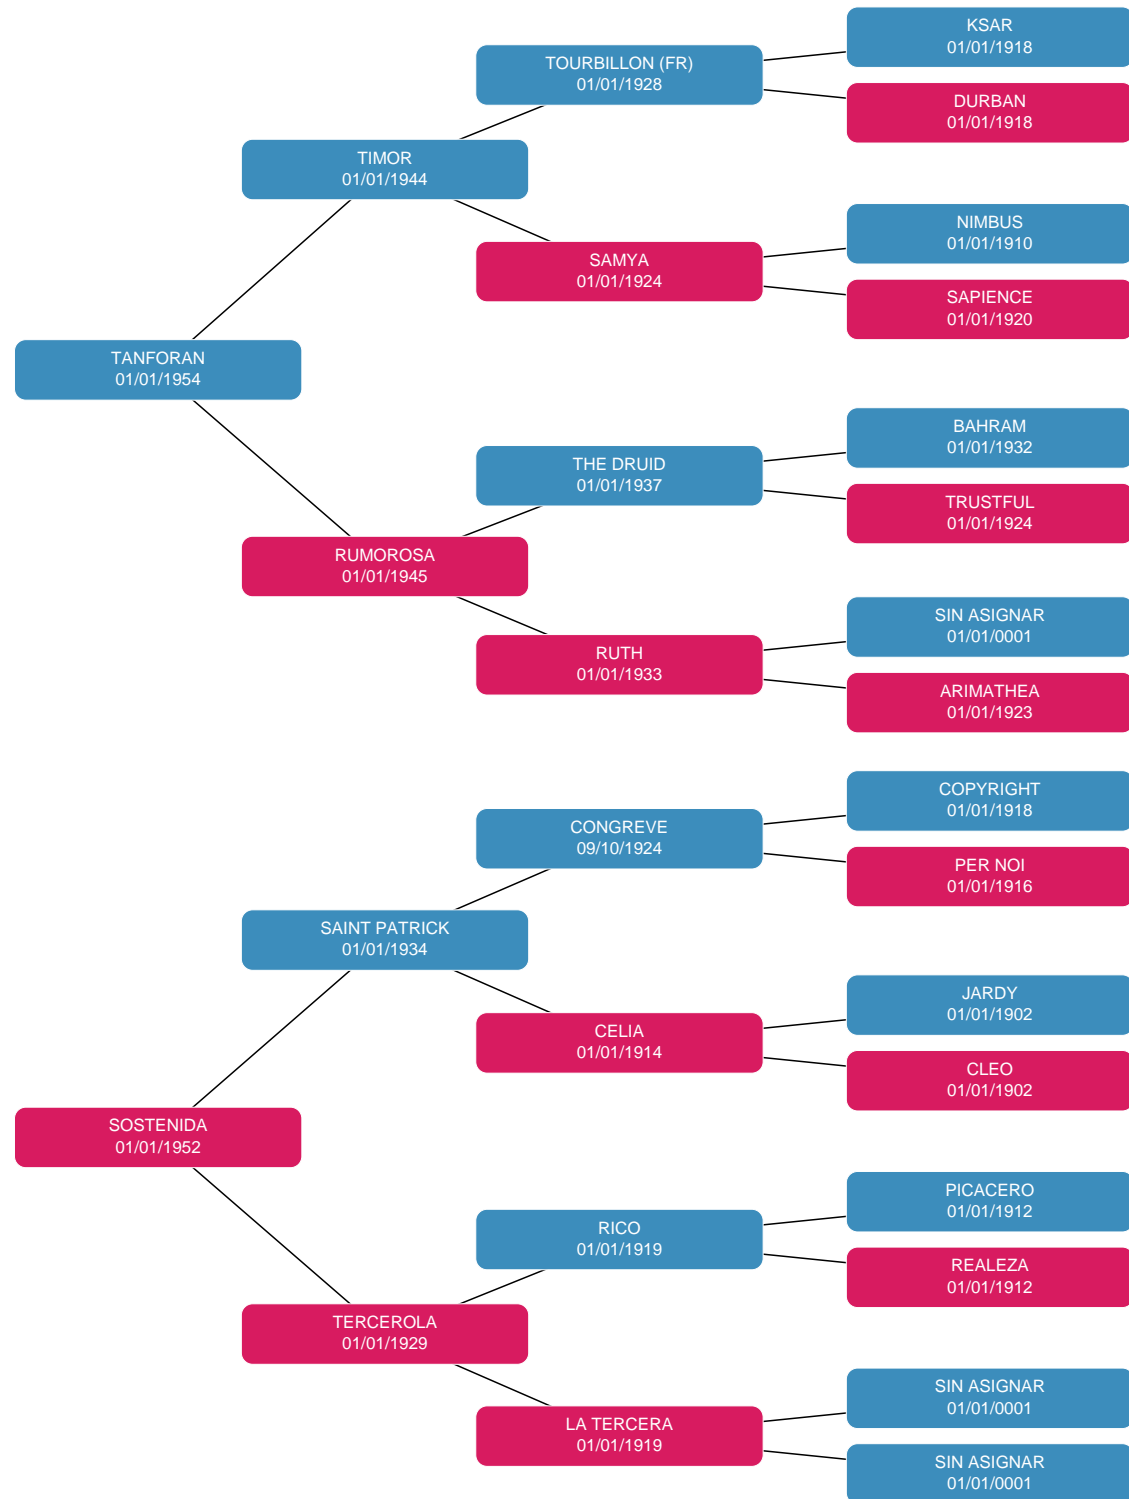 KSAR
01/01/1918
TOURBILLON (FR)
01/01/1928
DURBAN
01/01/1918
TIMOR
01/01/1944
NIMBUS
01/01/1910
SAMYA
01/01/1924
SAPIENCE
01/01/1920
TANFORAN
01/01/1954
BAHRAM
01/01/1932
THE DRUID
01/01/1937
TRUSTFUL
01/01/1924
RUMOROSA
01/01/1945
SIN ASIGNAR
01/01/0001
RUTH
01/01/1933
ARIMATHEA
01/01/1923
COPYRIGHT
01/01/1918
CONGREVE
09/10/1924
PER NOI
01/01/1916
SAINT PATRICK
01/01/1934
JARDY
01/01/1902
CELIA
01/01/1914
CLEO
01/01/1902
SOSTENIDA
01/01/1952
PICACERO
01/01/1912
RICO
01/01/1919
REALEZA
01/01/1912
TERCEROLA
01/01/1929
SIN ASIGNAR
01/01/0001
LA TERCERA
01/01/1919
SIN ASIGNAR
01/01/0001